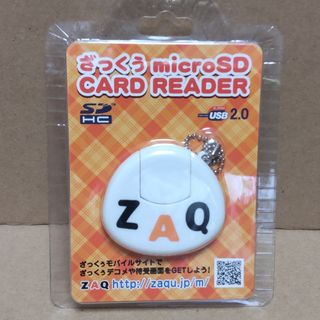 ざっくぅ microSD
CARD READER
SD
HC
USB 2.0
Z A Q
ざっくぅモバイルサイトで
ざっくぅデコメや待受画面をGETしよう！
ZAQ http://zaqu.jp/m/